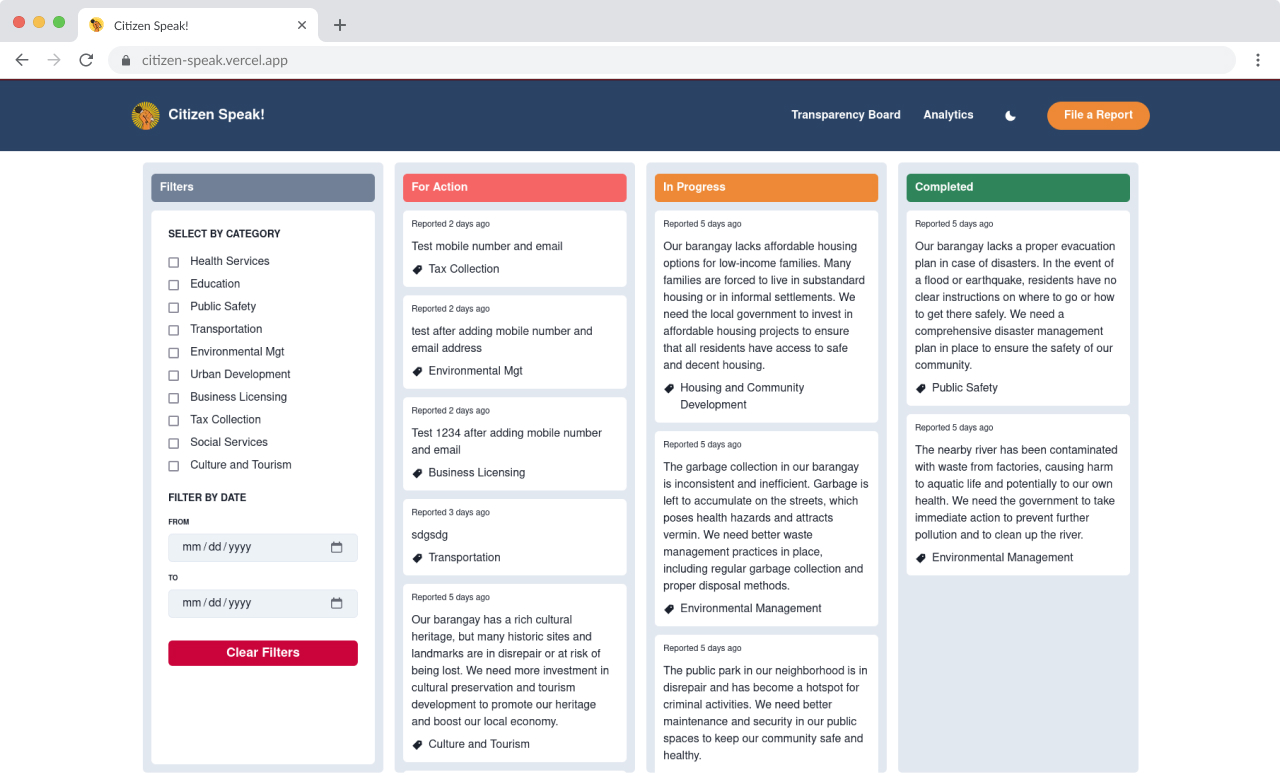 Citizen Speak!
citizen-speak.vercel.app
Citizen Speak!
Transparency Board
Analytics
File a Report
Filters
SELECT BY CATEGORY
Health Services
Education
Public Safety
Transportation
Environmental Mgt
Urban Development
Business Licensing
Tax Collection
Social Services
Culture and Tourism
FILTER BY DATE
FROM
mm/dd/yyyy
TO
mm/dd/yyyy
Clear Filters
For Action
Reported 2 days ago
Test mobile number and email
Tax Collection
Reported 2 days ago
test after adding mobile number and
email address
Environmental Mgt
Reported 2 days ago
Test 1234 after adding mobile number
and email
Business Licensing
Reported 3 days ago
sdgsdg
Transportation
Reported 5 days ago
Our barangay has a rich cultural
heritage, but many historic sites and
landmarks are in disrepair or at risk of
being lost. We need more investment in
cultural preservation and tourism
development to promote our heritage
and boost our local economy.
Culture and Tourism
In Progress
Reported 5 days ago
Our barangay lacks affordable housing
options for low-income families. Many
families are forced to live in substandard
housing or in informal settlements. We
need the local government to invest in
affordable housing projects to ensure
that all residents have access to safe
and decent housing.
Housing and Community
Development
Reported 5 days ago
The garbage collection in our barangay
is inconsistent and inefficient. Garbage is
left to accumulate on the streets, which
poses health hazards and attracts
vermin. We need better waste
management practices in place,
including regular garbage collection and
proper disposal methods.
Environmental Management
Reported 5 days ago
The public park in our neighborhood is in
disrepair and has become a hotspot for
criminal activities. We need better
maintenance and security in our public
spaces to keep our community safe and
healthy.
Completed
Reported 5 days ago
Our barangay lacks a proper evacuation
plan in case of disasters. In the event of
a flood or earthquake, residents have no
clear instructions on where to go or how
to get there safely. We need a
comprehensive disaster management
plan in place to ensure the safety of our
community.
Public Safety
Reported 5 days ago
The nearby river has been contaminated
with waste from factories, causing harm
to aquatic life and potentially to our own
health. We need the government to take
immediate action to prevent further
pollution and to clean up the river.
Environmental Management